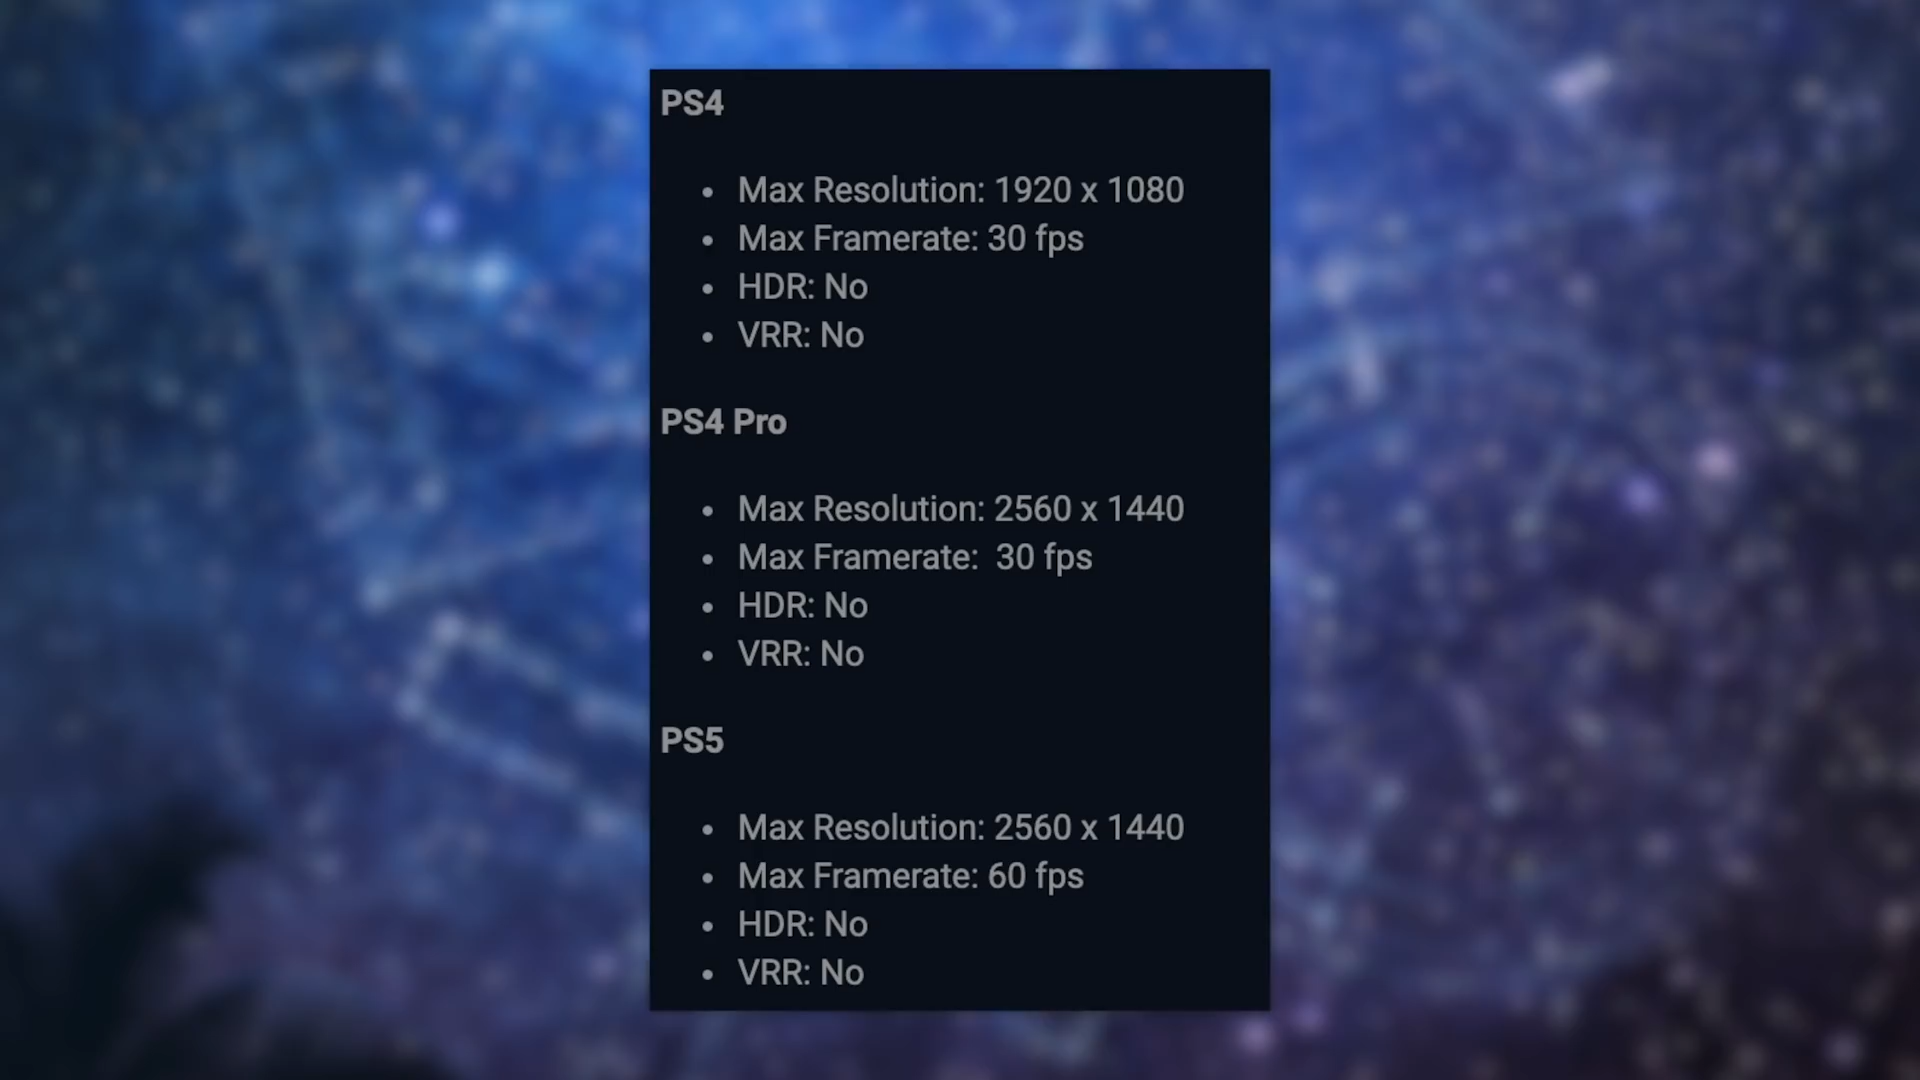 PS4
• Max Resolution: 1920 x 1080
• Max Framerate: 30 fps
• HDR: No
• VRR: No
PS4 Pro
• Max Resolution: 2560 x 1440
• Max Framerate:  30 fps
• HDR: No
• VRR: No
PS5
• Max Resolution: 2560 x 1440
• Max Framerate: 60 fps
• HDR: No
• VRR: No